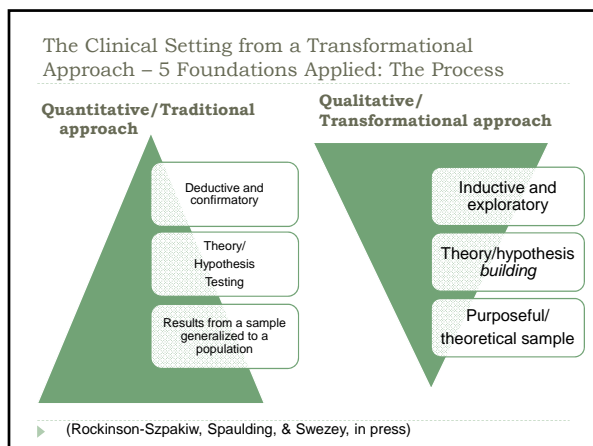 The Clinical Setting from a Transformational
Approach – 5 Foundations Applied: The Process
Quantitative/Traditional
approach
Deductive and
confirmatory
Theory/
Hypothesis
Testing
Results from a sample
generalized to a
population
Qualitative/
Transformational approach
Inductive and
exploratory
Theory/hypothesis
building
Purposeful/
theoretical sample
(Rockinson-Szpakiw, Spaulding, & Swezey, in press)